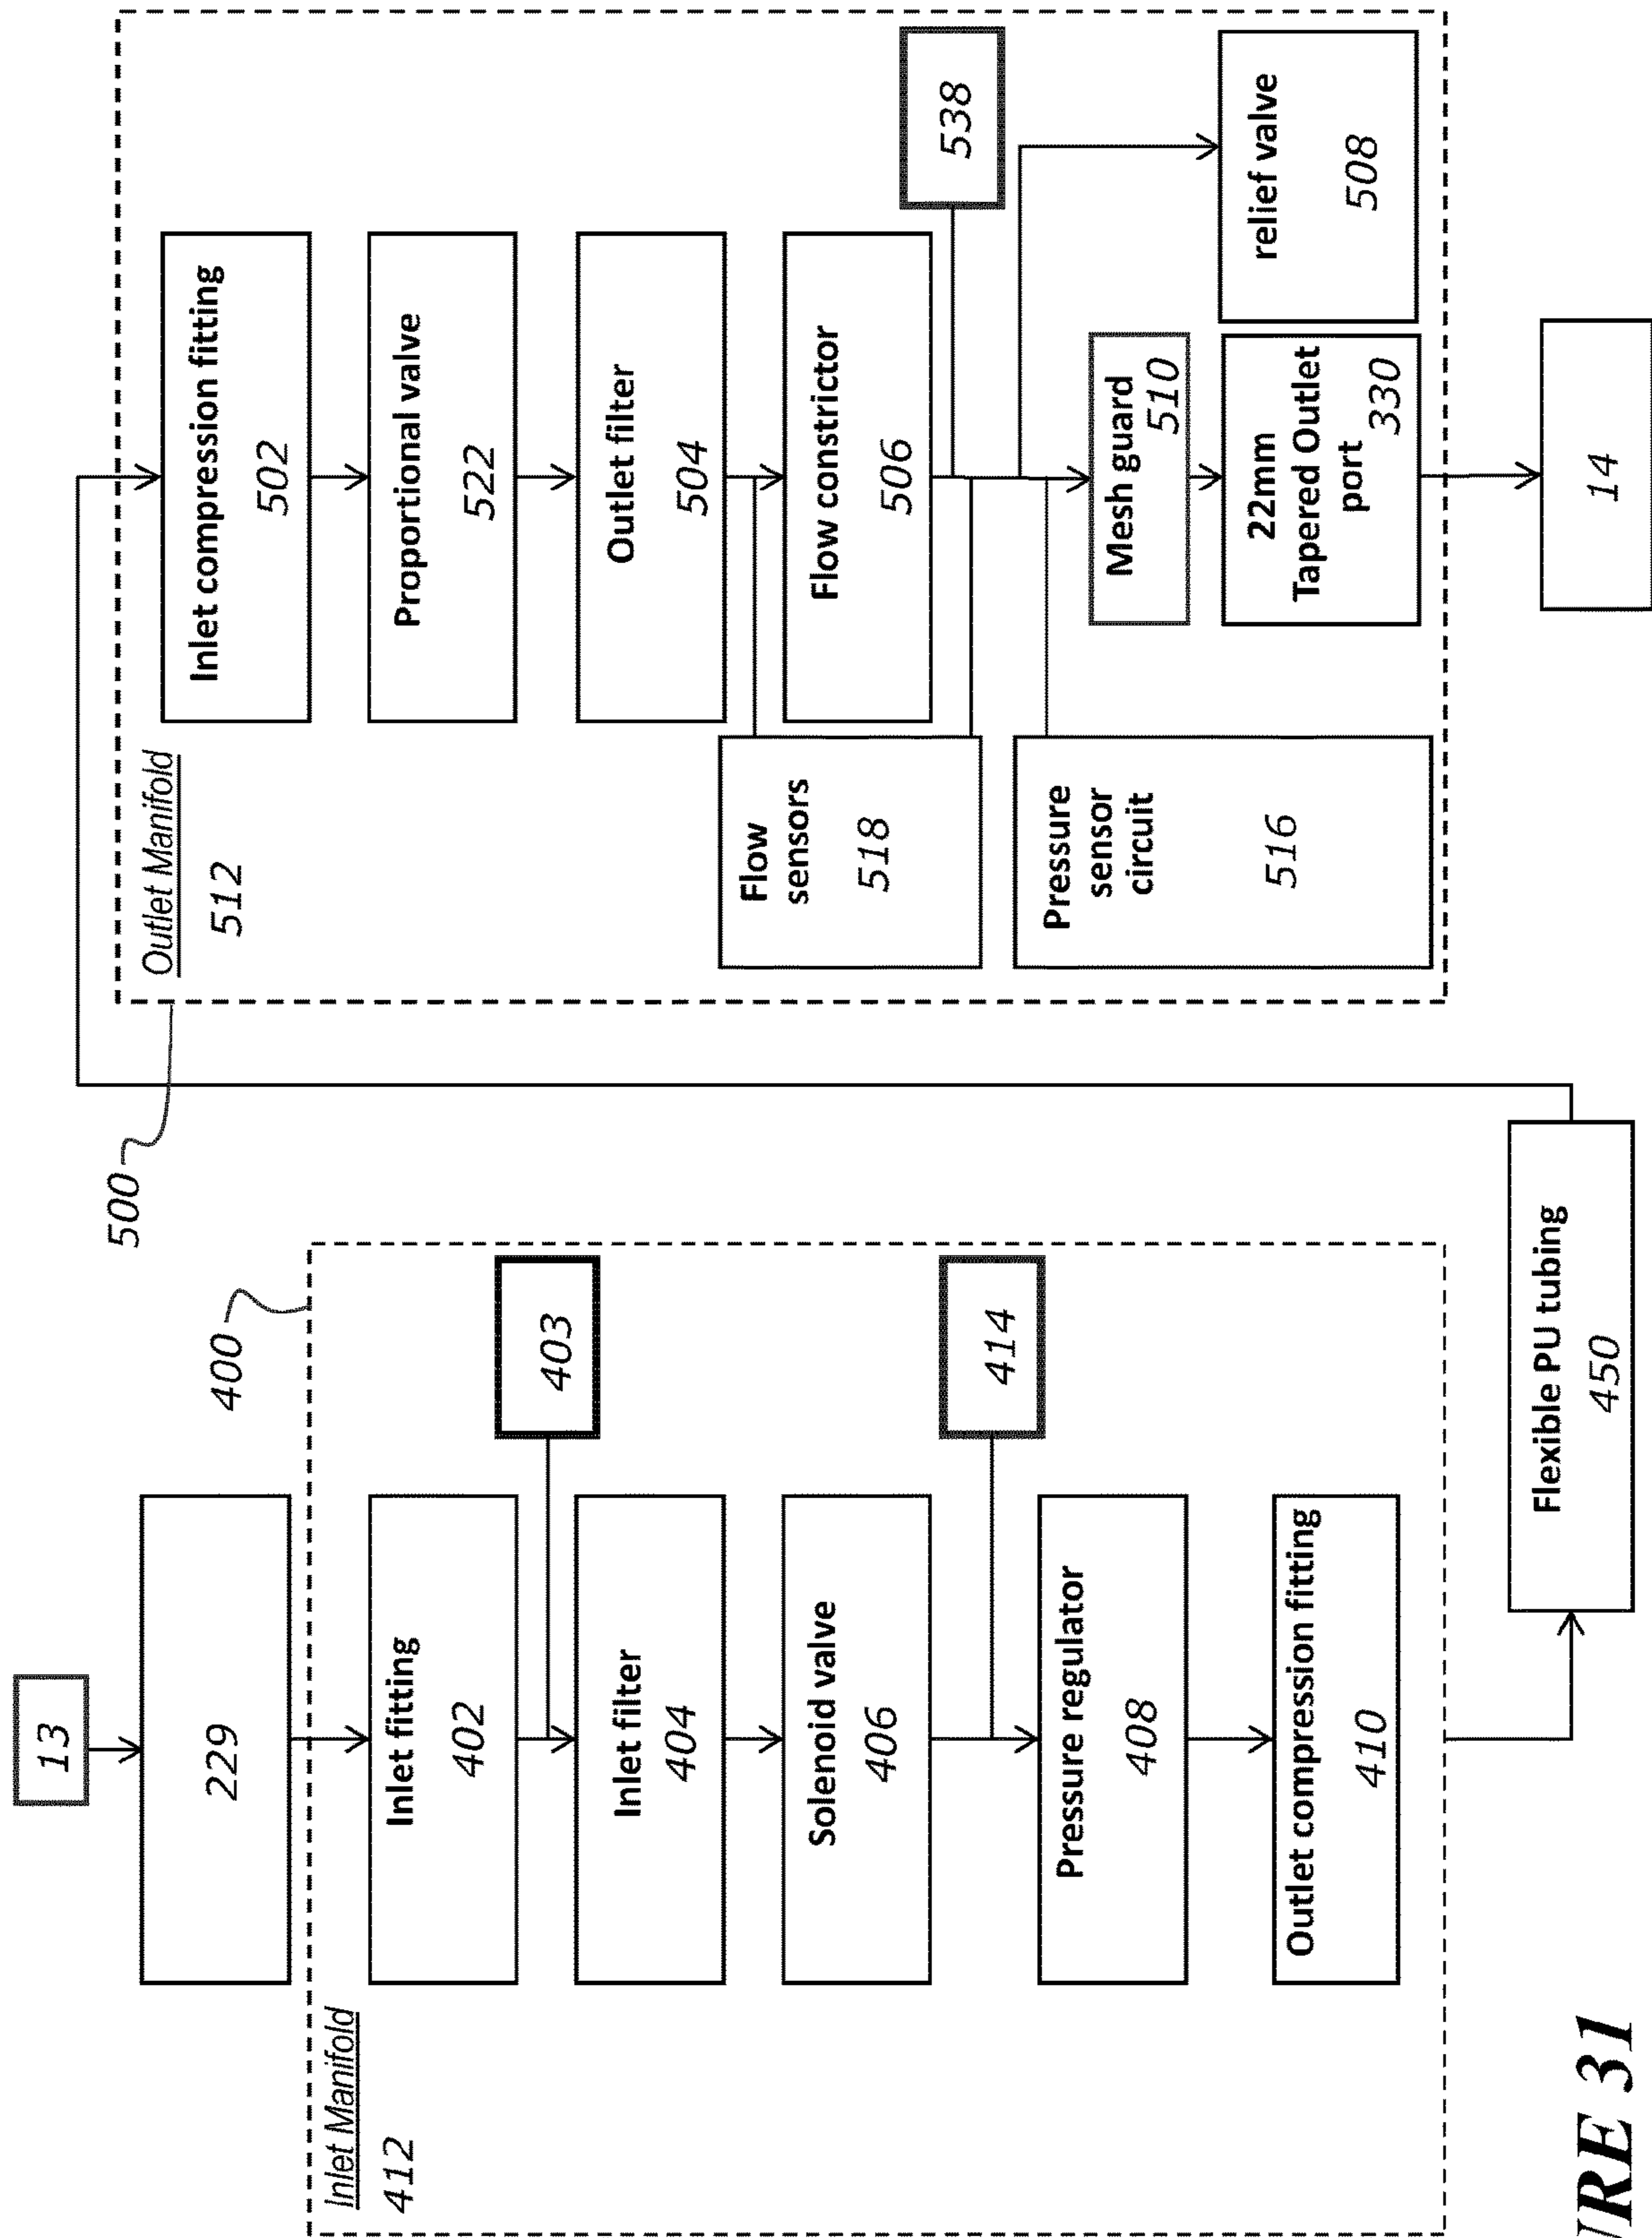 13
229
400
Inlet Manifold
412
Inlet fitting
402
403
Inlet filter
404
Solenoid valve
406
414
Pressure regulator
408
Outlet compression fitting
410
Flexible PU tubing
450
500
Outlet Manifold
512
Inlet compression fitting
502
Proportional valve
522
Outlet filter
504
Flow constrictor
506
538
Flow
sensors
518
Pressure
sensor
circuit
516
Mesh guard
510
22mm
Tapered Outlet
port
330
relief valve
508
14
URE 31